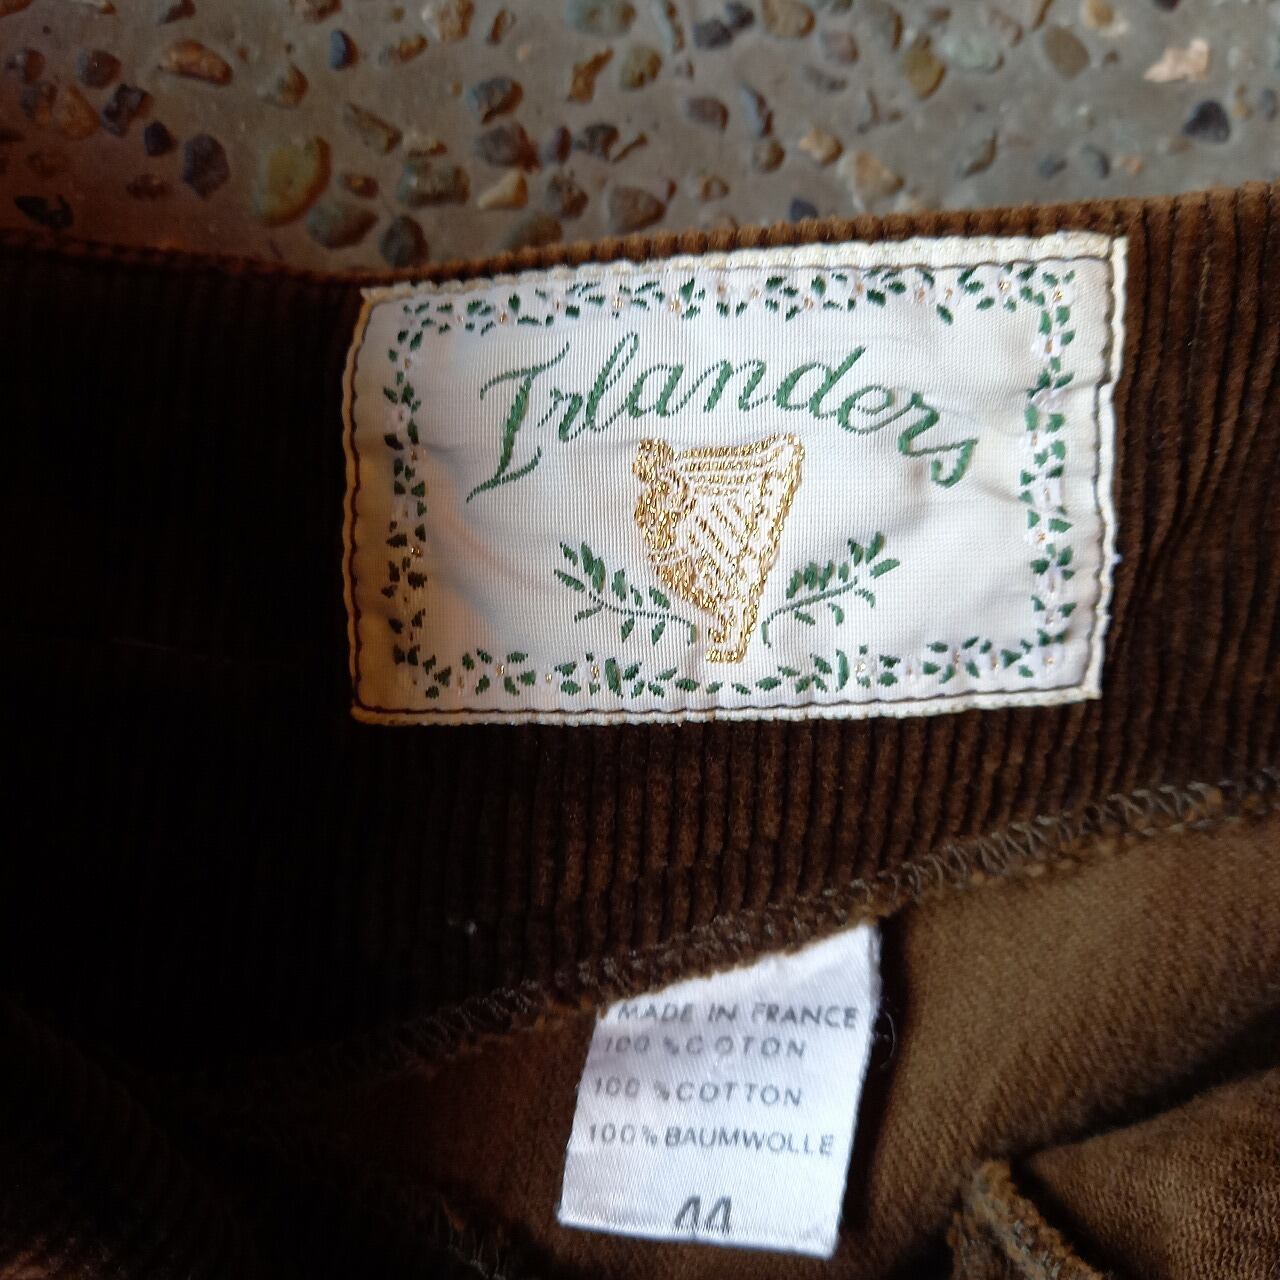 Irlanders
MADE IN FRANCE
100 % COTON
100 % COTTON
100% BAUMWOLLE
44